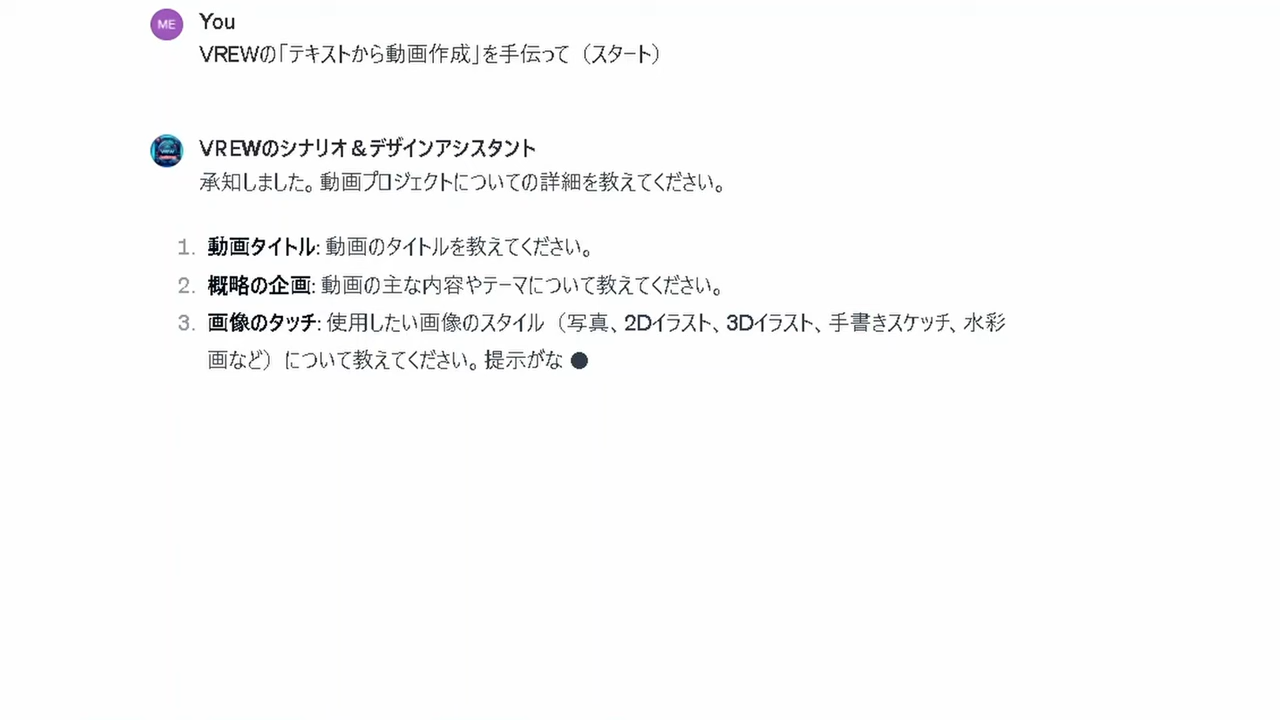 ME
You
VREWの「テキストから動画作成」を手伝って（スタート）
VREWのシナリオ＆デザインアシスタント
承知しました。動画プロジェクトについての詳細を教えてください。
1. 動画タイトル: 動画のタイトルを教えてください。
2. 概略の企画: 動画の主な内容やテーマについて教えてください。
3. 画像のタッチ: 使用したい画像のスタイル（写真、2Dイラスト、3Dイラスト、手書きスケッチ、水彩
画など）について教えてください。提示がな